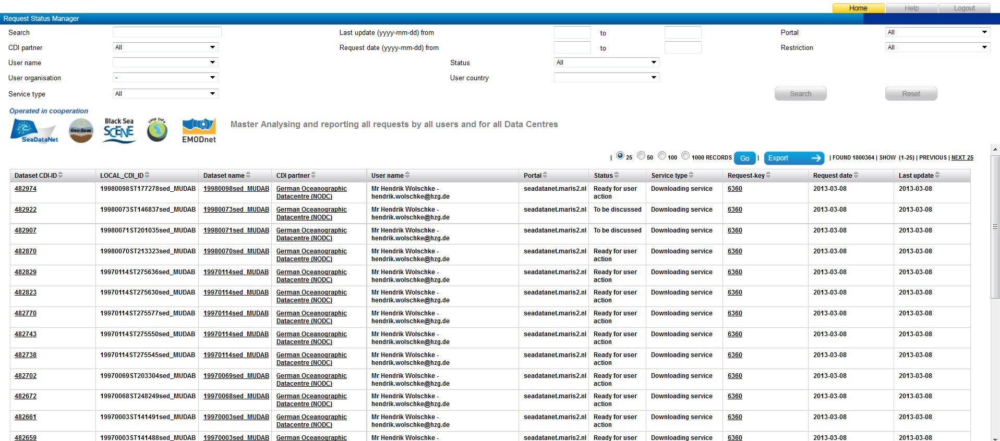 Home Help Logout
Request Status Manager
Search Last update (yyyy-mm-dd) from to Portal All
CDI partner All Request date (yyyy-mm-dd) from to Restriction All
User name Status All
User organisation - User country
Service type All Search Reset
Operated in cooperation
SeaDataNet Geo-Seas Black Sea SCENE Casp Info EMODnet
Master Analysing and reporting all requests by all users and for all Data Centres
| 25 50 100 1000 RECORDS Go | Export | FOUND 1800364 | SHOW (1-25) | PREVIOUS | NEXT 25
Dataset CDI-ID LOCAL_CDI_ID Dataset name CDI partner User name Portal Status Service type Request-key Request date Last update
482974 19980098ST177278sed_MUDAB 19980098sed_MUDAB German Oceanographic Mr Hendrik Wolschke - seadatanet.maris2.nl Ready for user Downloading service 6360 2013-03-08 2013-03-08
Datacentre (NODC) hendrik.wolschke@hzg.de action
482922 19980073ST146837sed_MUDAB 19980073sed_MUDAB German Oceanographic Mr Hendrik Wolschke - seadatanet.maris2.nl To be discussed Downloading service 6360 2013-03-08 2013-03-08
Datacentre (NODC) hendrik.wolschke@hzg.de
482907 19980071ST201035sed_MUDAB 19980071sed_MUDAB German Oceanographic Mr Hendrik Wolschke - seadatanet.maris2.nl To be discussed Downloading service 6360 2013-03-08 2013-03-08
Datacentre (NODC) hendrik.wolschke@hzg.de
482870 19980070ST213323sed_MUDAB 19980070sed_MUDAB German Oceanographic Mr Hendrik Wolschke - seadatanet.maris2.nl Ready for user Downloading service 6360 2013-03-08 2013-03-08
Datacentre (NODC) hendrik.wolschke@hzg.de action
482829 19970114ST275636sed_MUDAB 19970114sed_MUDAB German Oceanographic Mr Hendrik Wolschke - seadatanet.maris2.nl Ready for user Downloading service 6360 2013-03-08 2013-03-08
Datacentre (NODC) hendrik.wolschke@hzg.de action
482823 19970114ST275630sed_MUDAB 19970114sed_MUDAB German Oceanographic Mr Hendrik Wolschke - seadatanet.maris2.nl Ready for user Downloading service 6360 2013-03-08 2013-03-08
Datacentre (NODC) hendrik.wolschke@hzg.de action
482770 19970114ST275577sed_MUDAB 19970114sed_MUDAB German Oceanographic Mr Hendrik Wolschke - seadatanet.maris2.nl Ready for user Downloading service 6360 2013-03-08 2013-03-08
Datacentre (NODC) hendrik.wolschke@hzg.de action
482743 19970114ST275550sed_MUDAB 19970114sed_MUDAB German Oceanographic Mr Hendrik Wolschke - seadatanet.maris2.nl Ready for user Downloading service 6360 2013-03-08 2013-03-08
Datacentre (NODC) hendrik.wolschke@hzg.de action
482738 19970114ST275545sed_MUDAB 19970114sed_MUDAB German Oceanographic Mr Hendrik Wolschke - seadatanet.maris2.nl Ready for user Downloading service 6360 2013-03-08 2013-03-08
Datacentre (NODC) hendrik.wolschke@hzg.de action
482702 19970069ST203304sed_MUDAB 19970069sed_MUDAB German Oceanographic Mr Hendrik Wolschke - seadatanet.maris2.nl Ready for user Downloading service 6360 2013-03-08 2013-03-08
Datacentre (NODC) hendrik.wolschke@hzg.de action
482672 19970068ST248249sed_MUDAB 19970068sed_MUDAB German Oceanographic Mr Hendrik Wolschke - seadatanet.maris2.nl Ready for user Downloading service 6360 2013-03-08 2013-03-08
Datacentre (NODC) hendrik.wolschke@hzg.de action
482661 19970003ST141491sed_MUDAB 19970003sed_MUDAB German Oceanographic Mr Hendrik Wolschke - seadatanet.maris2.nl Ready for user Downloading service 6360 2013-03-08 2013-03-08
Datacentre (NODC) hendrik.wolschke@hzg.de action
482659 19970003ST141488sed_MUDAB 19970003sed_MUDAB German Oceanographic Mr Hendrik Wolschke - seadatanet.maris2.nl Ready for user Downloading service 6360 2013-03-08 2013-03-08